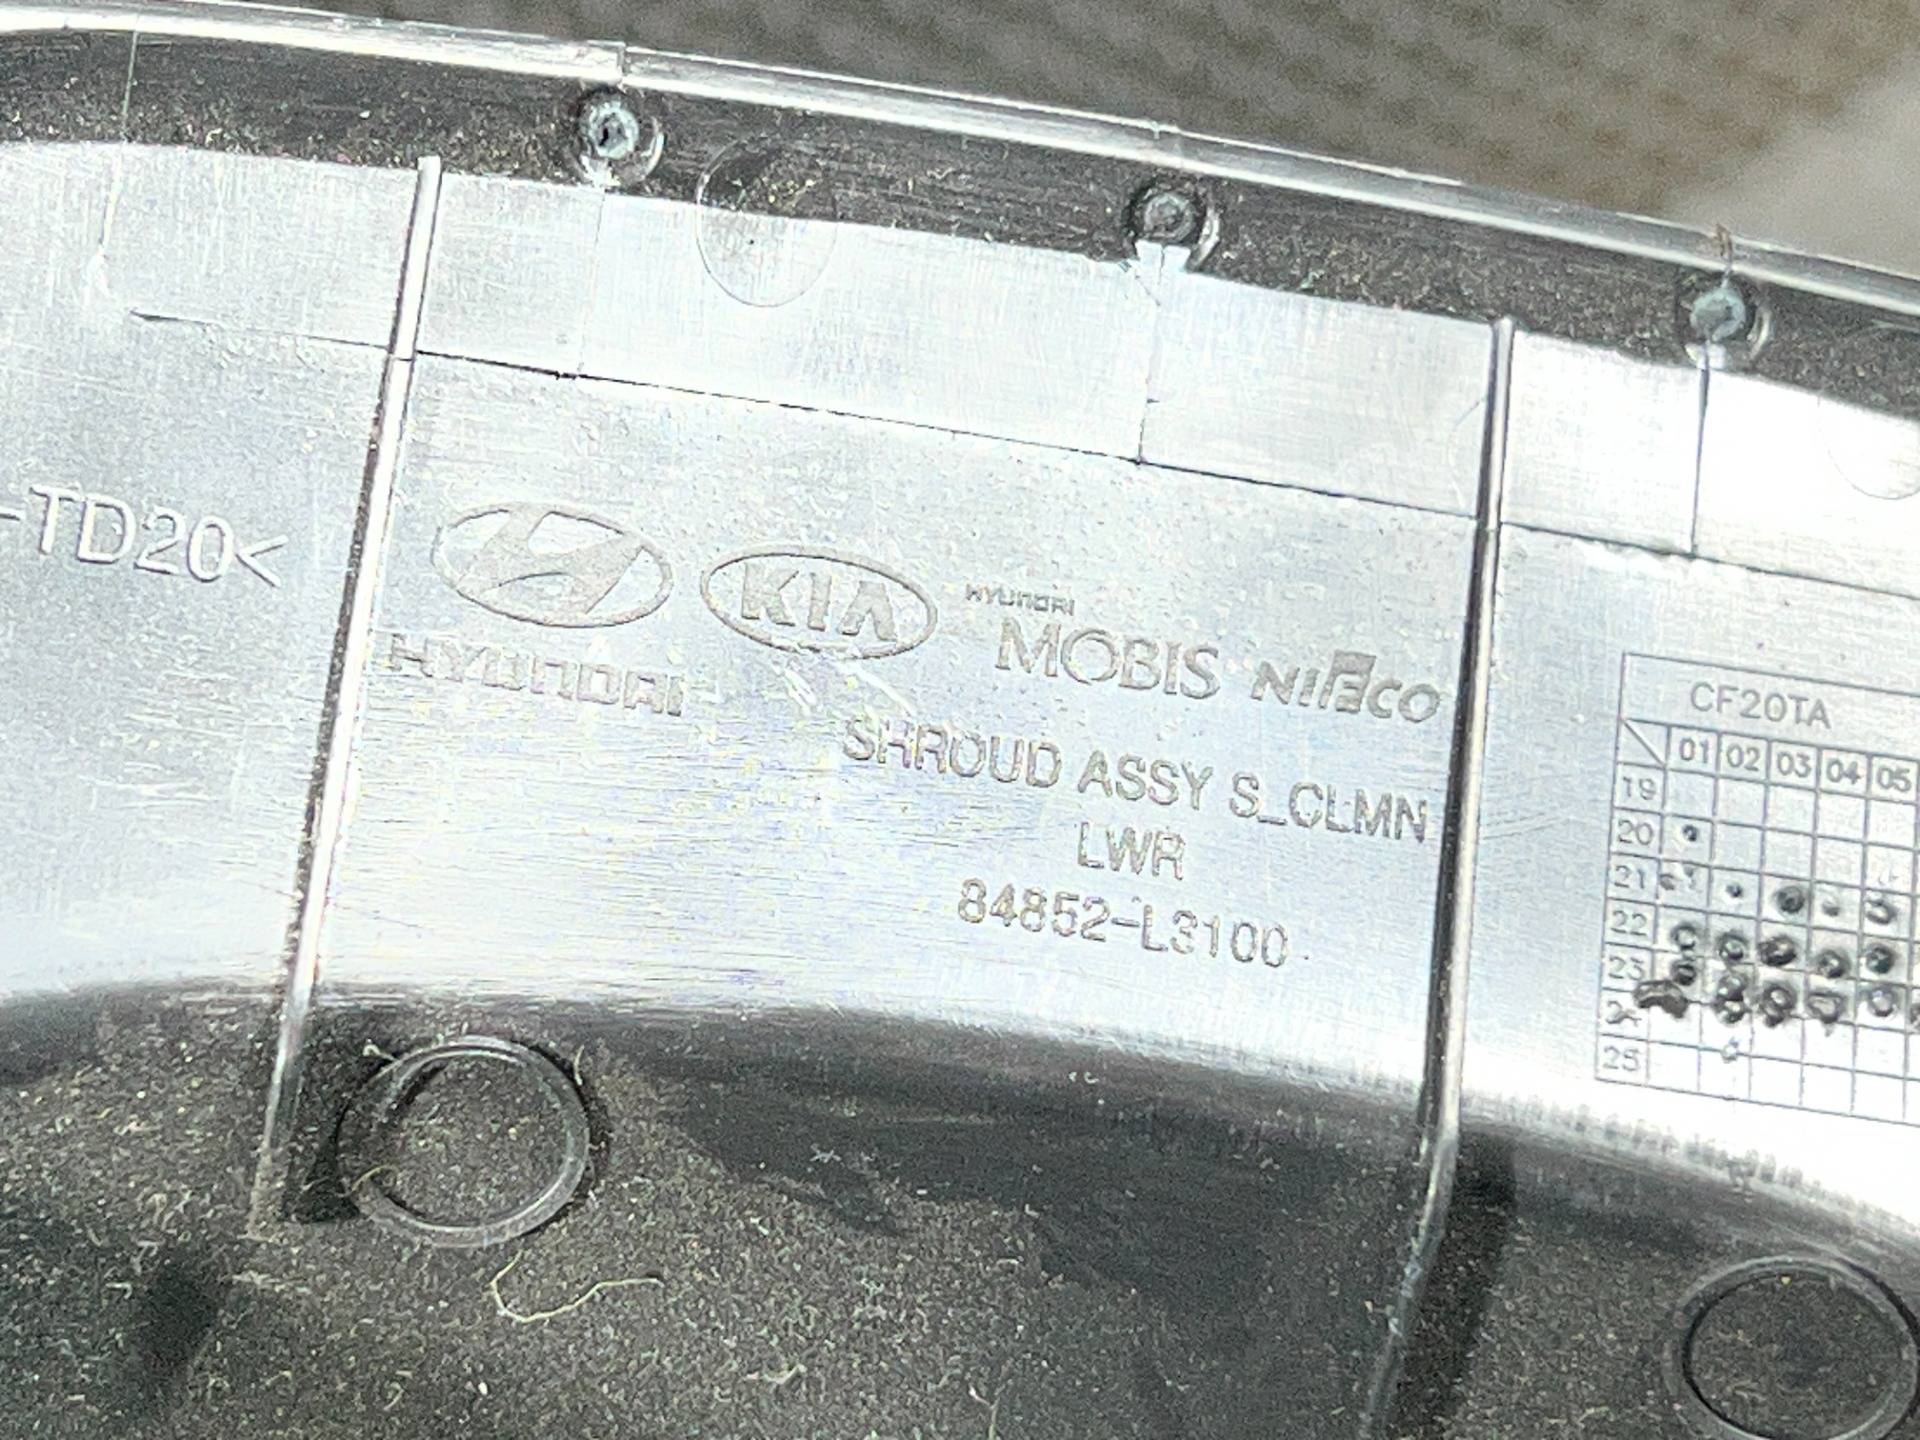 -TD20<
HYUNDAI
KIA
HYUNDAI
MOBIS
NIFCO
SHROUD ASSY S_CLMN
LWR
84852-L3100
CF20TA
01 02 03 04 05
19
20
21
22
23
24
25